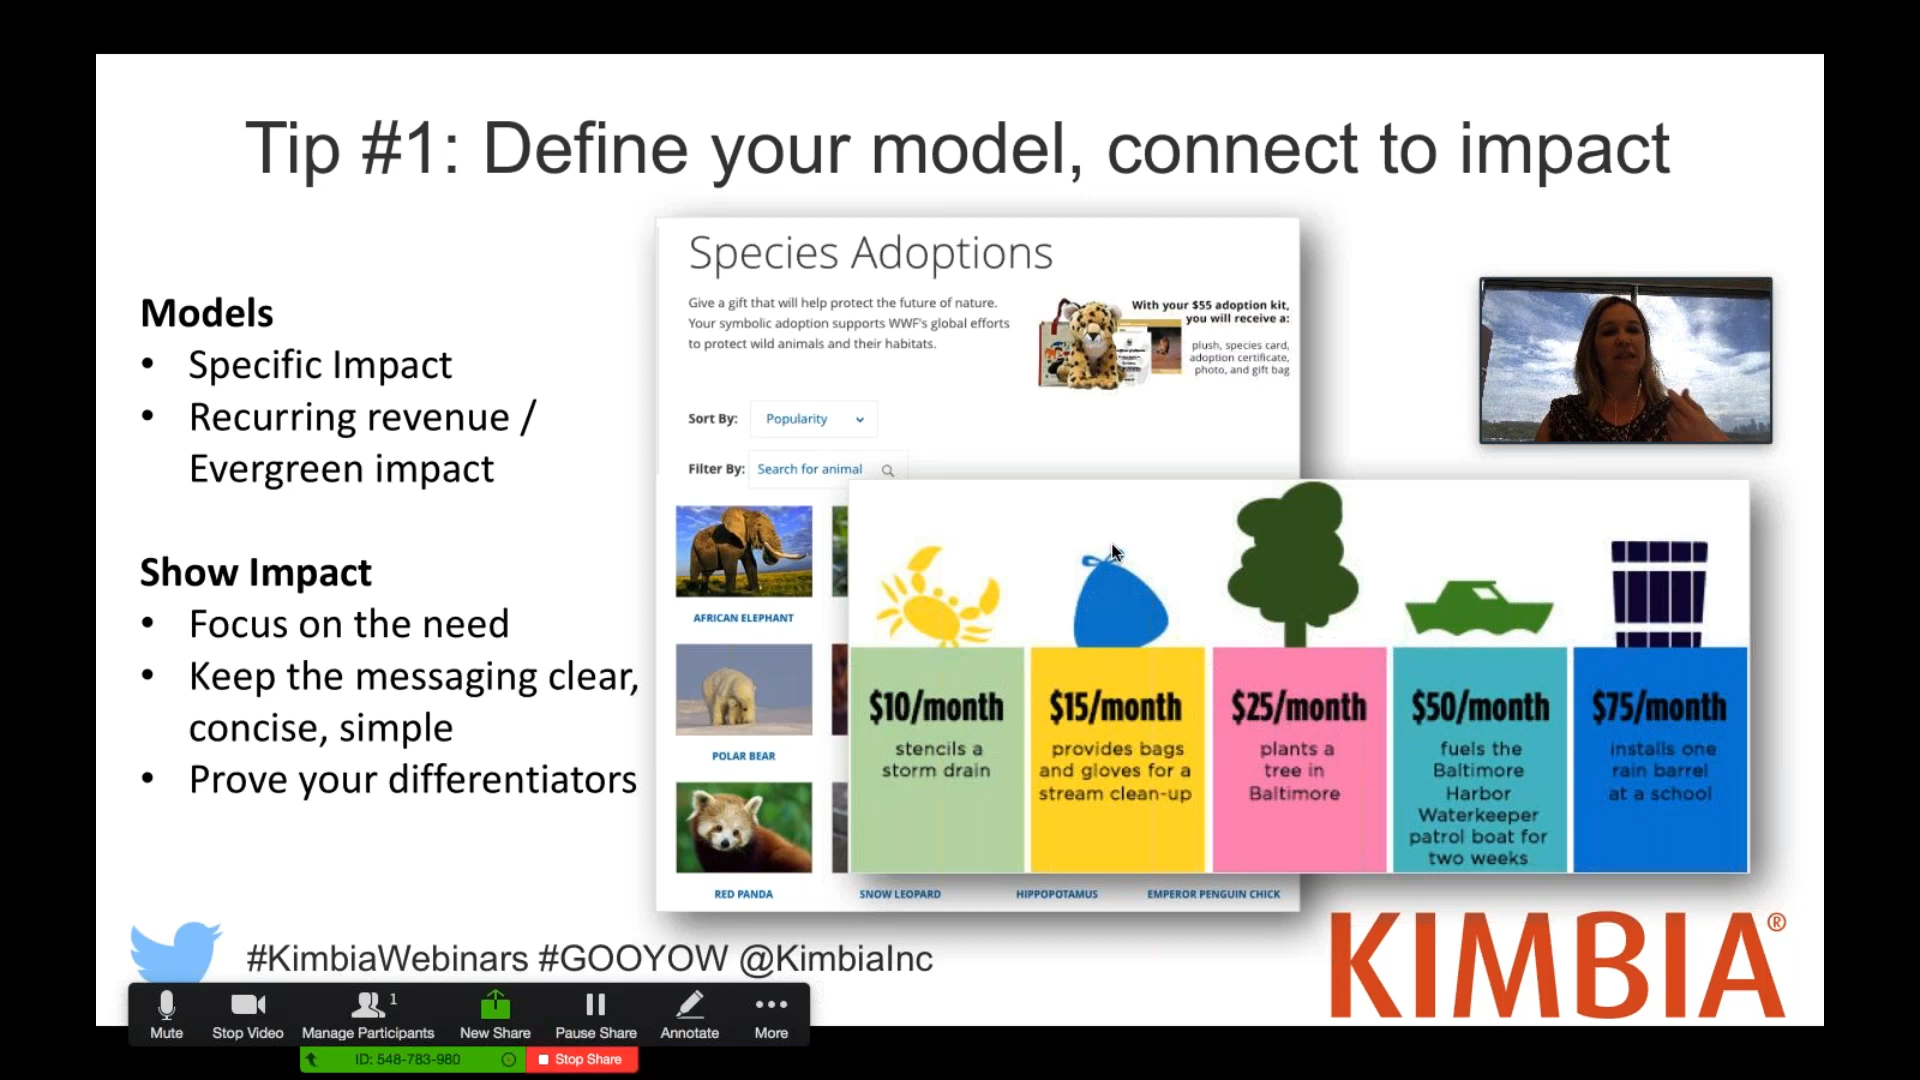 Tip #1: Define your model, connect to impact
Models
• Specific Impact
• Recurring revenue /
Evergreen impact
Show Impact
• Focus on the need
• Keep the messaging clear,
concise, simple
• Prove your differentiators
Species Adoptions
Give a gift that will help protect the future of nature.
Your symbolic adoption supports WWF's global efforts
to protect wild animals and their habitats.
With your $55 adoption kit,
you will receive a:
plush, species card,
adoption certificate,
photo, and gift bag
Sort By: Popularity
Filter By: Search for animal
AFRICAN ELEPHANT
POLAR BEAR
RED PANDA
SNOW LEOPARD
HIPPOPOTAMUS
EMPEROR PENGUIN CHICK
$10/month
stencils a
storm drain
$15/month
provides bags
and gloves for a
stream clean-up
$25/month
plants a
tree in
Baltimore
$50/month
fuels the
Baltimore
Harbor
Waterkeeper
patrol boat for
two weeks
$75/month
installs one
rain barrel
at a school
#KimbiaWebinars #GOOYOW @KimbiaInc
KIMBIA®
1
Mute
Stop Video
Manage Participants
New Share
Pause Share
Annotate
More
ID: 548-783-980
Stop Share